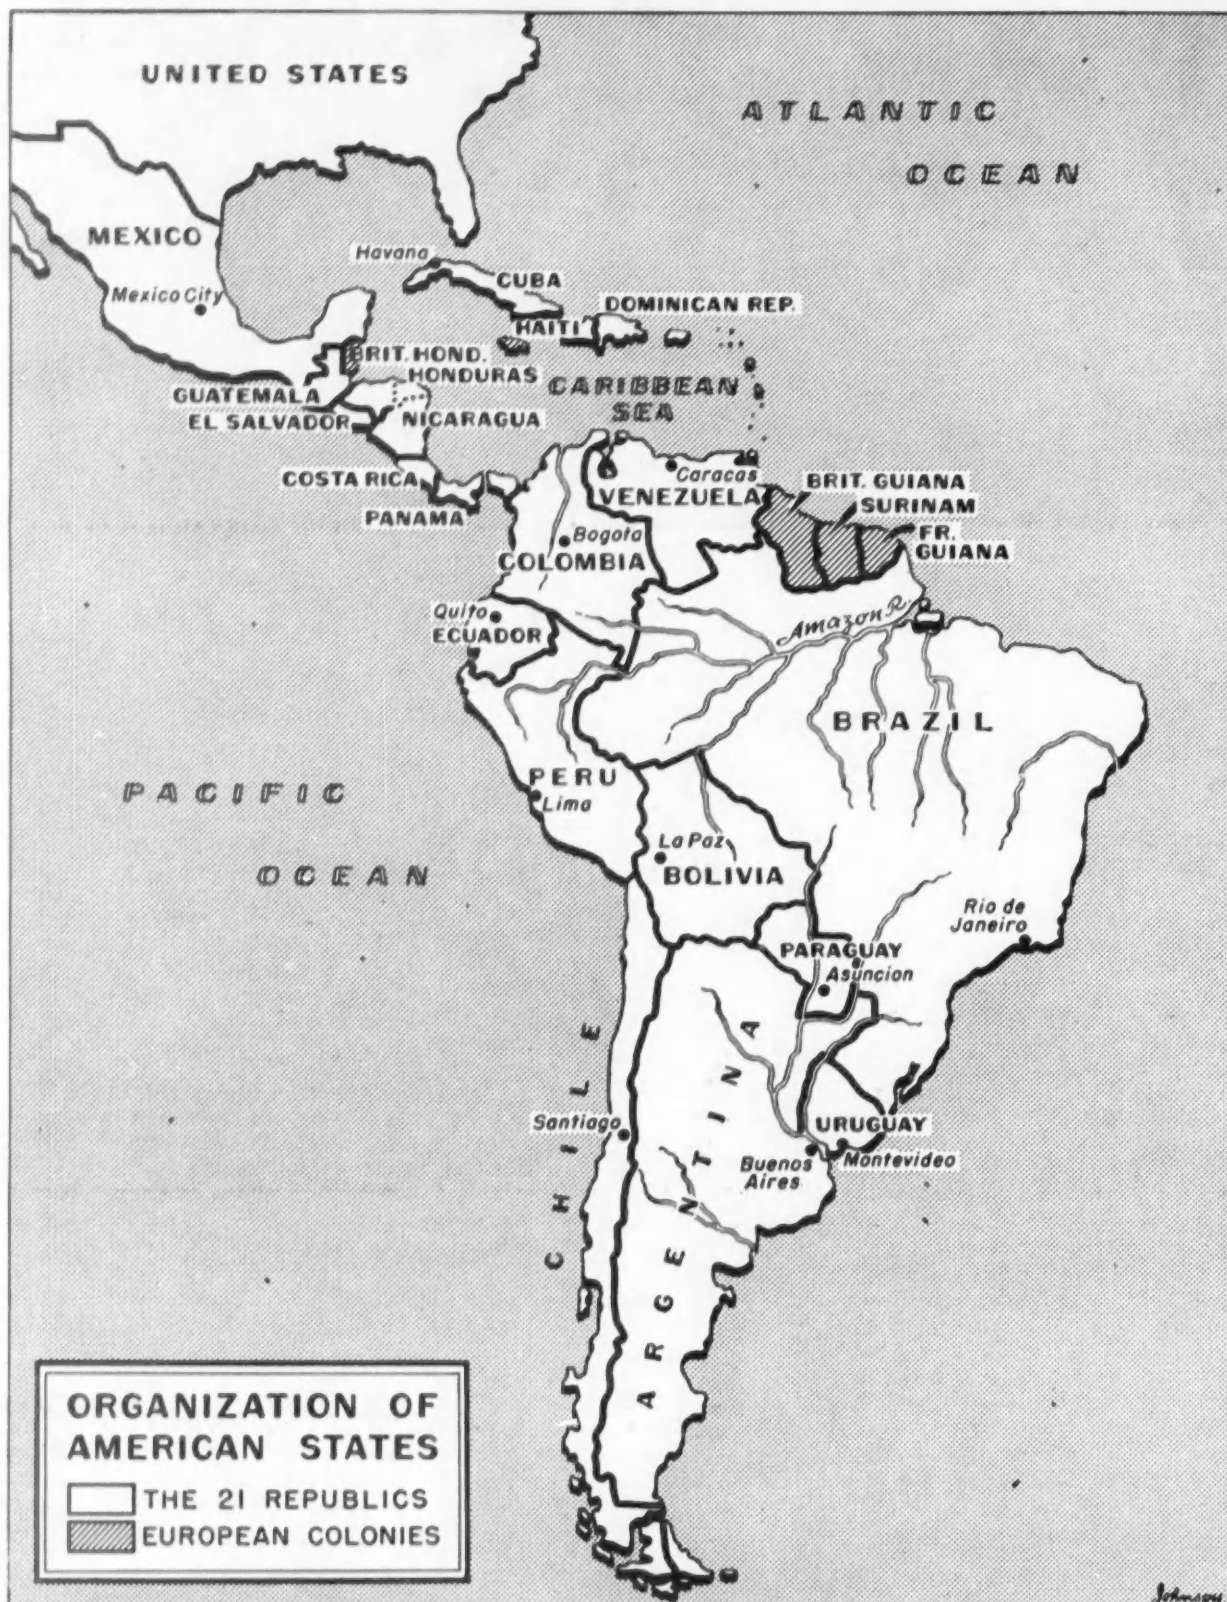 UNITED STATES
ATLANTIC
OCEAN
MEXICO
Mexico City
Havana
CUBA
DOMINICAN REP.
HAITI
BRIT. HOND.
HONDURAS
GUATEMALA
EL SALVADOR
NICARAGUA
CARIBBEAN
SEA
COSTA RICA
PANAMA
Caracas
VENEZUELA
BRIT. GUIANA
SURINAM
FR.
GUIANA
Bogota
COLOMBIA
Quito
ECUADOR
Amazon R.
BRAZIL
PERU
Lima
PACIFIC
OCEAN
La Paz
BOLIVIA
Rio de
Janeiro
PARAGUAY
Asuncion
CHILE
Santiago
ARGENTINA
URUGUAY
Buenos
Aires
Montevideo
ORGANIZATION OF
AMERICAN STATES
THE 21 REPUBLICS
EUROPEAN COLONIES
Johnson